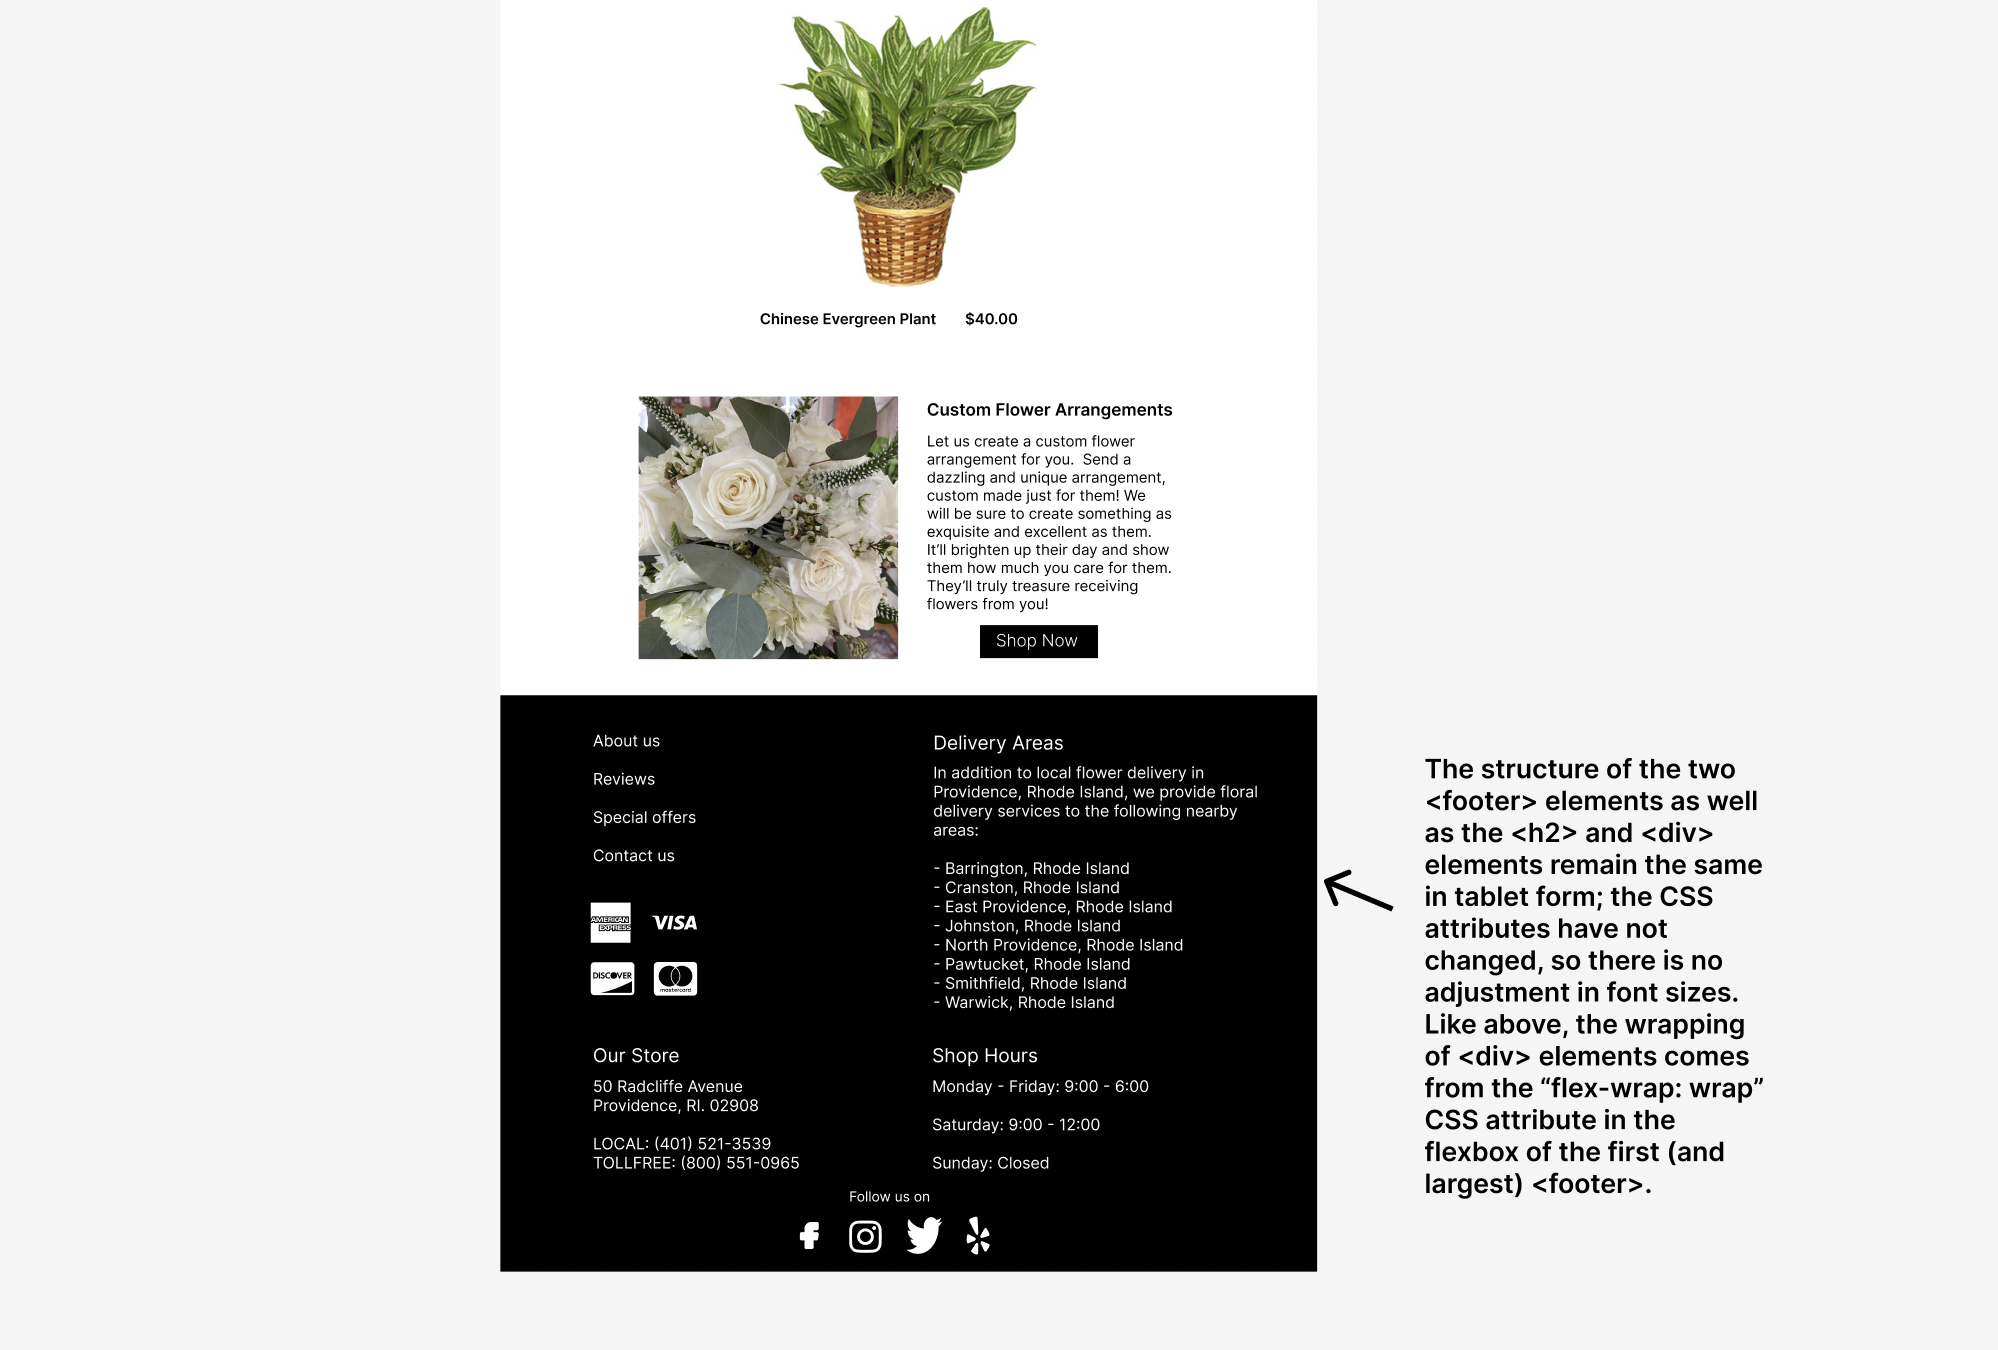 Chinese Evergreen Plant $40.00
Custom Flower Arrangements
Let us create a custom flower
arrangement for you.  Send a
dazzling and unique arrangement,
custom made just for them! We
will be sure to create something as
exquisite and excellent as them.
It’ll brighten up their day and show
them how much you care for them.
They’ll truly treasure receiving
flowers from you!
Shop Now
About us
Reviews
Special offers
Contact us
AMERICAN
EXPRESS
VISA
DISCOVER
mastercard
Delivery Areas
In addition to local flower delivery in
Providence, Rhode Island, we provide floral
delivery services to the following nearby
areas:
- Barrington, Rhode Island
- Cranston, Rhode Island
- East Providence, Rhode Island
- Johnston, Rhode Island
- North Providence, Rhode Island
- Pawtucket, Rhode Island
- Smithfield, Rhode Island
- Warwick, Rhode Island
Our Store
50 Radcliffe Avenue
Providence, RI. 02908
LOCAL: (401) 521-3539
TOLLFREE: (800) 551-0965
Shop Hours
Monday - Friday: 9:00 - 6:00
Saturday: 9:00 - 12:00
Sunday: Closed
Follow us on
The structure of the two
<footer> elements as well
as the <h2> and <div>
elements remain the same
in tablet form; the CSS
attributes have not
changed, so there is no
adjustment in font sizes.
Like above, the wrapping
of <div> elements comes
from the “flex-wrap: wrap”
CSS attribute in the
flexbox of the first (and
largest) <footer>.